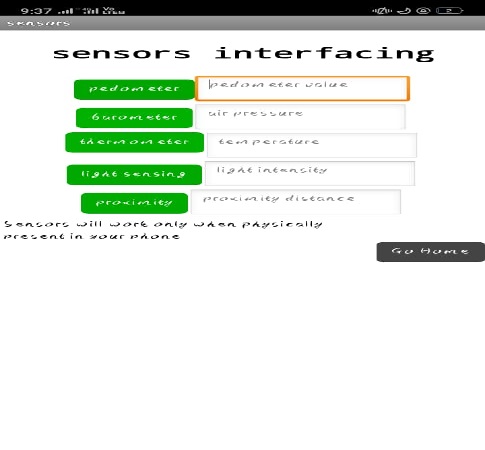 9:37
sensors
sensors interfacing
pedometer pedometer value
barometer air pressure
thermometer temperature
light sensing light intensity
proximity proximity distance
Sensors will work only when physically
present in your phone
Go Home